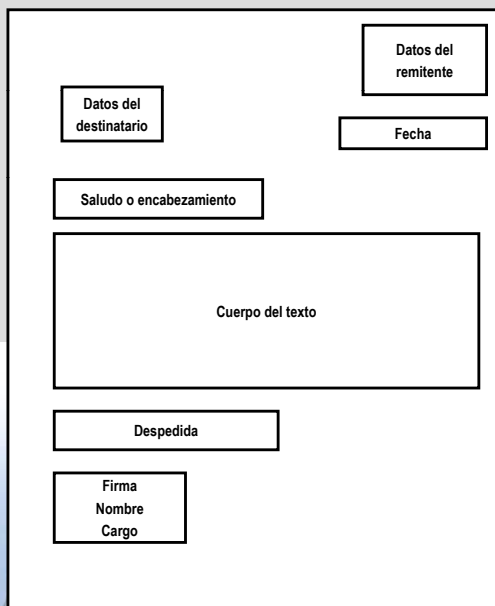 Datos del
remitente
Datos del
destinatario
Fecha
Saludo o encabezamiento
Cuerpo del texto
Despedida
Firma
Nombre
Cargo